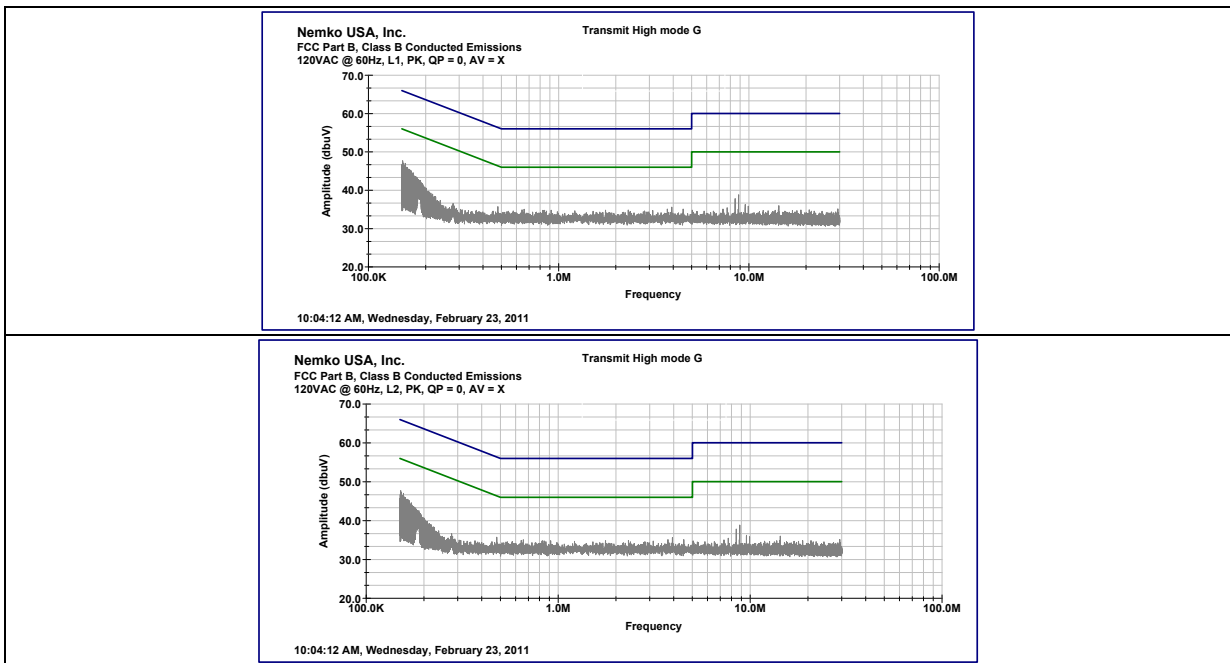 Nemko USA, Inc.
Transmit High mode G
FCC Part B, Class B Conducted Emissions
120VAC @ 60Hz, L1, PK, QP = 0, AV = X
70.0
60.0
50.0
40.0
30.0
20.0
Amplitude (dbuV)
100.0K
1.0M
10.0M
100.0M
Frequency
10:04:12 AM, Wednesday, February 23, 2011
Nemko USA, Inc.
Transmit High mode G
FCC Part B, Class B Conducted Emissions
120VAC @ 60Hz, L2, PK, QP = 0, AV = X
70.0
60.0
50.0
40.0
30.0
20.0
Amplitude (dbuV)
100.0K
1.0M
10.0M
100.0M
Frequency
10:04:12 AM, Wednesday, February 23, 2011